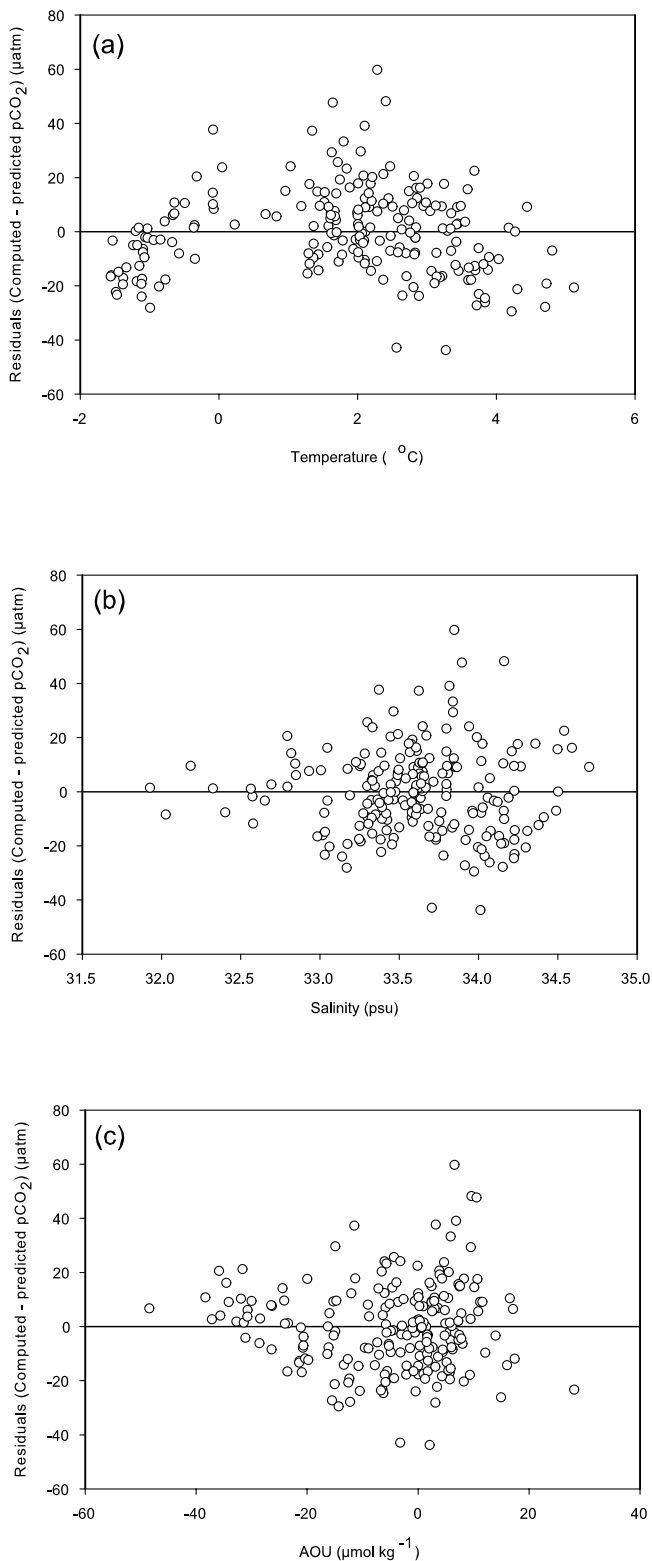 (a)
Residuals (Computed - predicted pCO2) (µatm)
80
60
40
20
0
-20
-40
-60
-2 0 2 4 6
Temperature ( oC)
(b)
Residuals (Computed - predicted pCO2) (µatm)
80
60
40
20
0
-20
-40
-60
31.5 32.0 32.5 33.0 33.5 34.0 34.5 35.0
Salinity (psu)
(c)
Residuals (Computed - predicted pCO2) (µatm)
80
60
40
20
0
-20
-40
-60
-60 -40 -20 0 20 40
AOU (µmol kg-1)